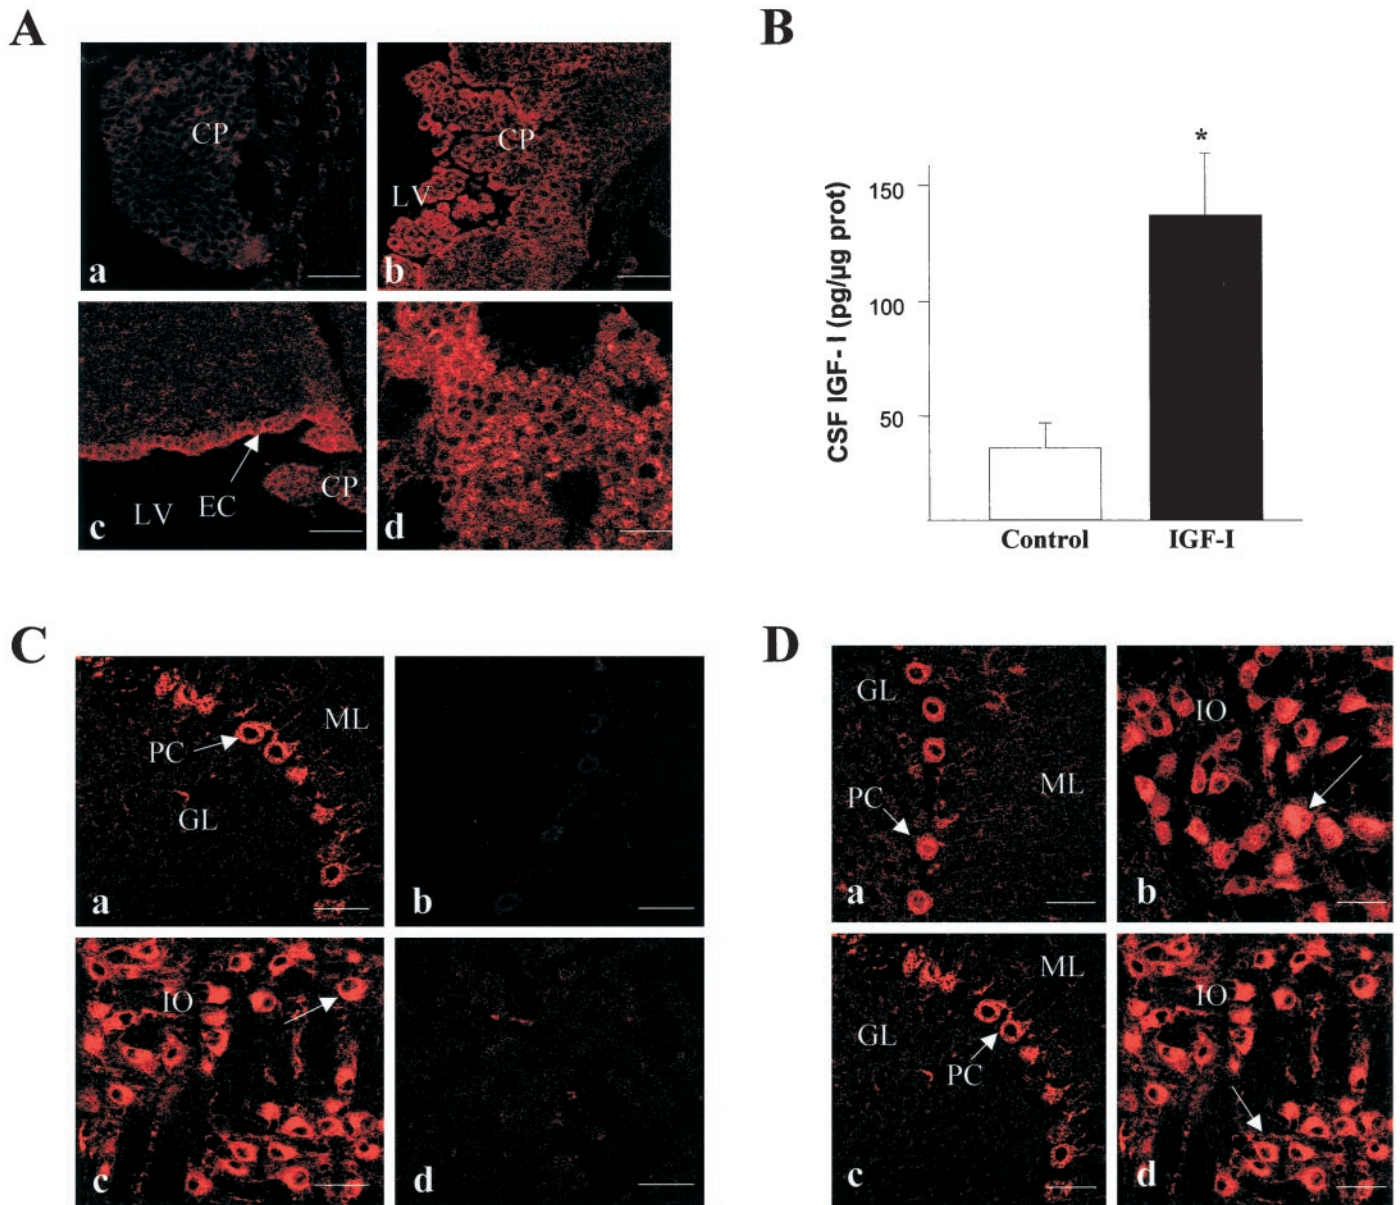 A
CP
a
CP
LV
b
LV
EC
CP
c
d
B
*
CSF IGF- I (pg/μg prot)
150
100
50
Control
IGF-I
C
ML
PC
GL
a
b
IO
c
d
D
GL
PC
ML
a
IO
b
ML
GL
PC
c
IO
d